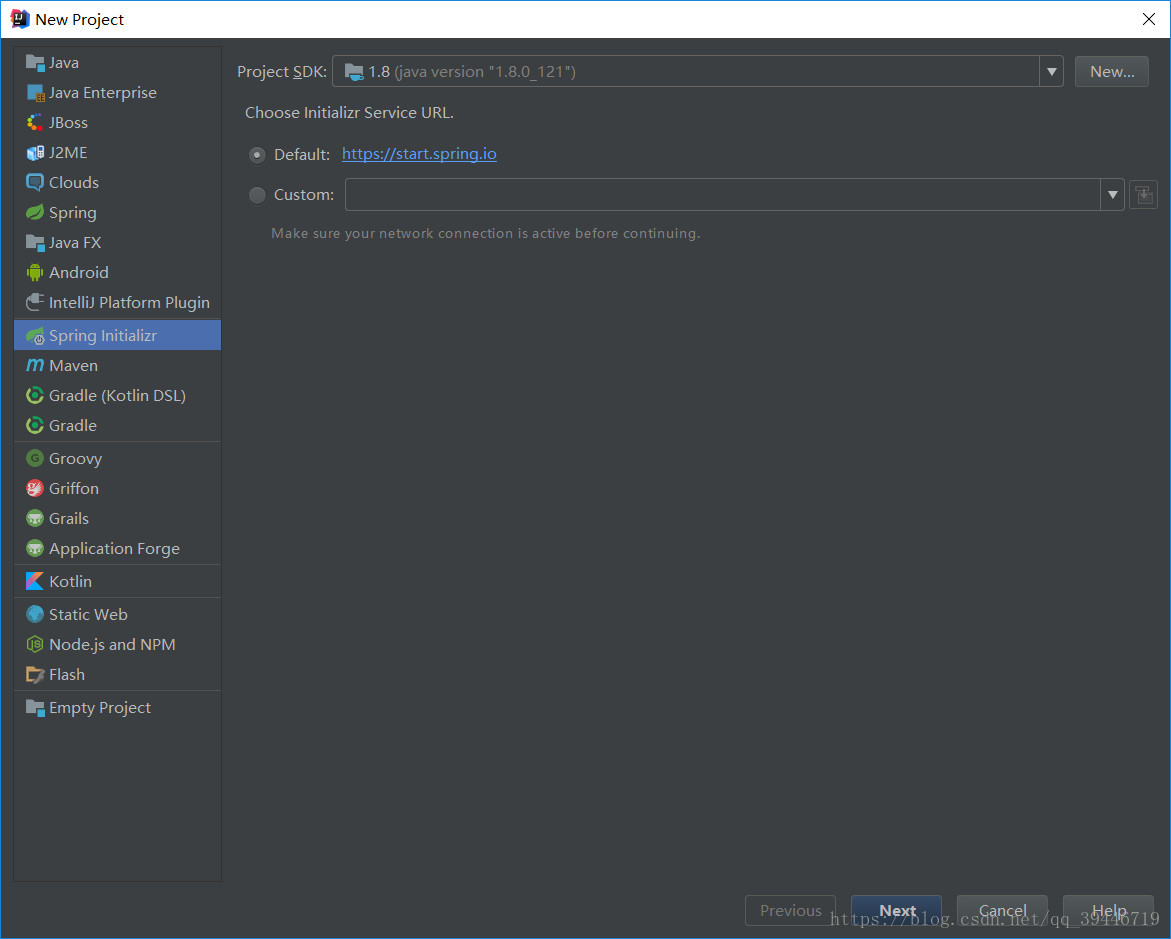 New Project
Java
Java Enterprise
JBoss
J2ME
Clouds
Spring
Java FX
Android
IntelliJ Platform Plugin
Spring Initializr
Maven
Gradle (Kotlin DSL)
Gradle
Groovy
Griffon
Grails
Application Forge
Kotlin
Static Web
Node.js and NPM
Flash
Empty Project
Project SDK: 1.8 (java version "1.8.0_121") New...
Choose Initializr Service URL.
Default: https://start.spring.io
Custom:
Make sure your network connection is active before continuing.
Previous Next Cancel Help
https://blog.csdn.net/qq_39446719